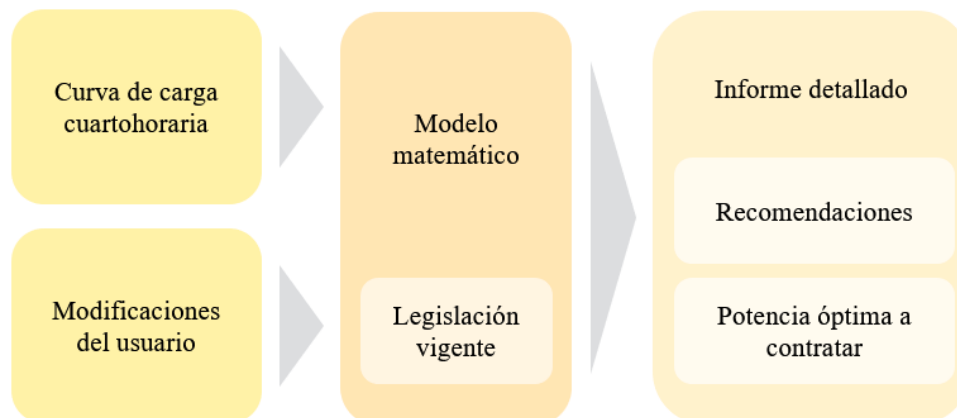 Curva de carga
cuartohoraria
Modificaciones
del usuario
Modelo
matemático
Legislación
vigente
Informe detallado
Recomendaciones
Potencia óptima a
contratar